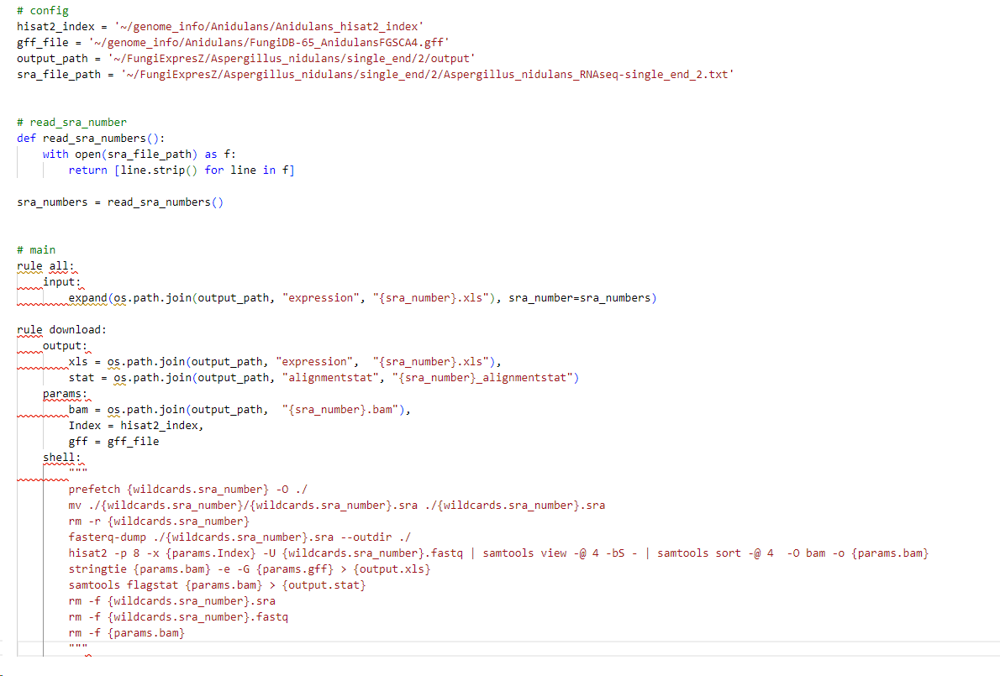 # config
hisat2_index = '~/genome_info/Anidulans/Anidulans_hisat2_index'
gff_file = '~/genome_info/Anidulans/FungiDB-65_AnidulansFGSCA4.gff'
output_path = '~/FungiExpresZ/Aspergillus_nidulans/single_end/2/output'
sra_file_path = '~/FungiExpresZ/Aspergillus_nidulans/single_end/2/Aspergillus_nidulans_RNAseq-single_end_2.txt'
# read_sra_number
def read_sra_numbers():
    with open(sra_file_path) as f:
        return [line.strip() for line in f]
sra_numbers = read_sra_numbers()
# main
rule all:
    input:
        expand(os.path.join(output_path, "expression", "{sra_number}.xls"), sra_number=sra_numbers)
rule download:
    output:
        xls = os.path.join(output_path, "expression",  "{sra_number}.xls"),
        stat = os.path.join(output_path, "alignmentstat", "{sra_number}_alignmentstat")
    params:
        bam = os.path.join(output_path,  "{sra_number}.bam"),
        Index = hisat2_index,
        gff = gff_file
    shell:
        """
        prefetch {wildcards.sra_number} -O ./
        mv ./{wildcards.sra_number}/{wildcards.sra_number}.sra ./{wildcards.sra_number}.sra
        rm -r {wildcards.sra_number}
        fasterq-dump ./{wildcards.sra_number}.sra --outdir ./
        hisat2 -p 8 -x {params.Index} -U {wildcards.sra_number}.fastq | samtools view -@ 4 -bS - | samtools sort -@ 4  -O bam -o {params.bam}
        stringtie {params.bam} -e -G {params.gff} > {output.xls}
        samtools flagstat {params.bam} > {output.stat}
        rm -f {wildcards.sra_number}.sra
        rm -f {wildcards.sra_number}.fastq
        rm -f {params.bam}
        """